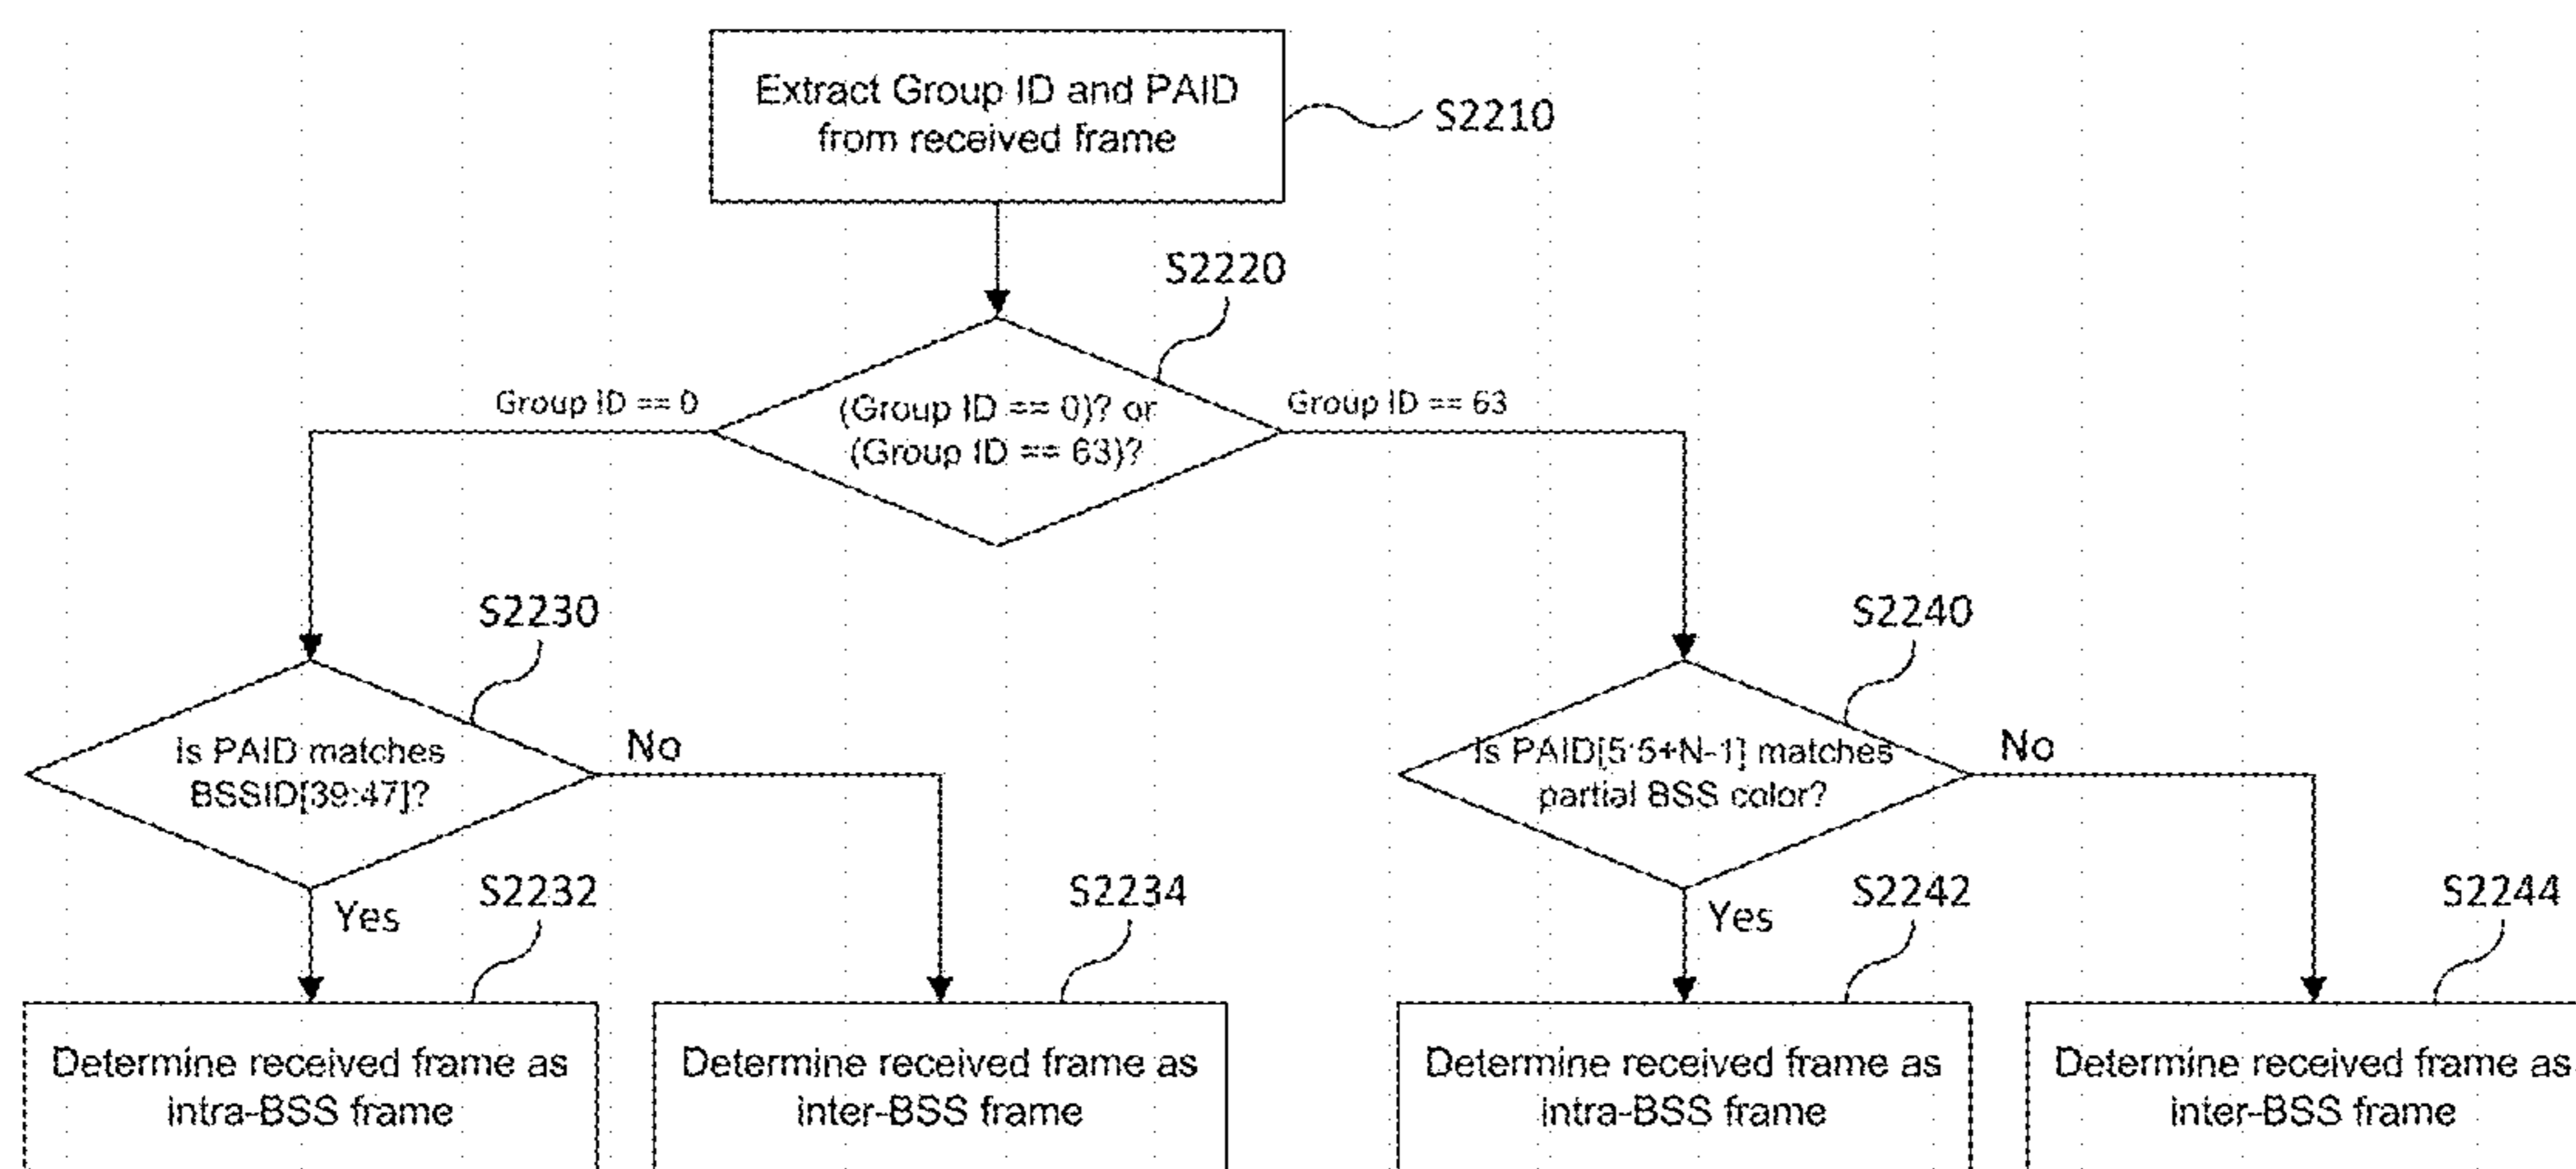 Extract Group ID and PAID
from received frame
S2210
S2220
Group ID == 0
(Group ID == 0)? or
(Group ID == 63)?
Group ID == 63
S2230
S2240
Is PAID matches
BSSID[39:47]?
No
Is PAID[5:5+N-1] matches
partial BSS color?
No
Yes
S2232
S2234
Yes
S2242
S2244
Determine received frame as
intra-BSS frame
Determine received frame as
inter-BSS frame
Determine received frame as
intra-BSS frame
Determine received frame as
inter-BSS frame